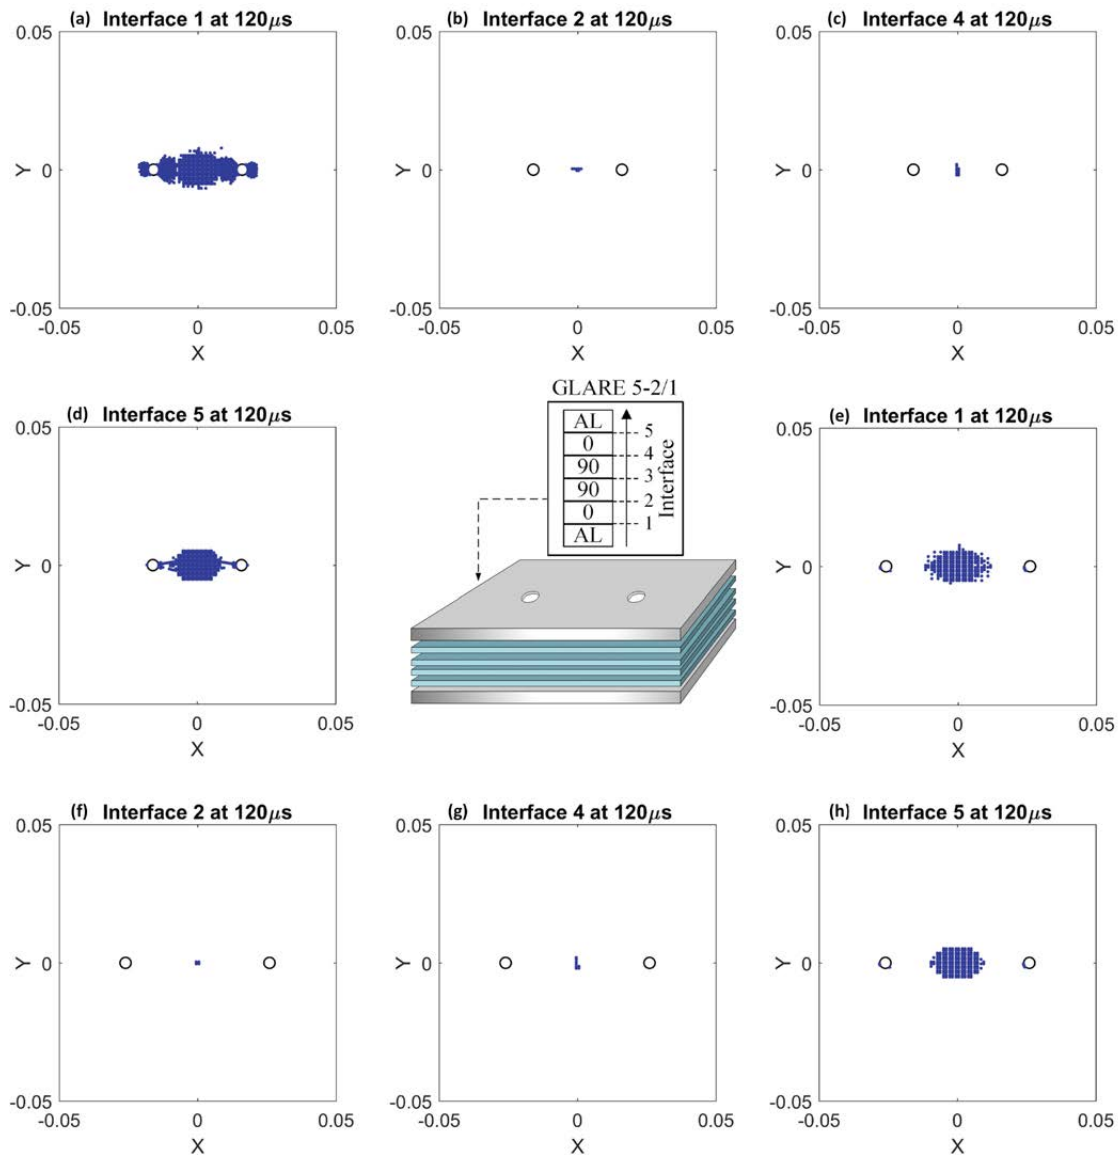 (a) Interface 1 at 120μs
0.05
Y 0
-0.05
-0.05 0 0.05
X
(b) Interface 2 at 120μs
0.05
Y 0
-0.05
-0.05 0 0.05
X
(c) Interface 4 at 120μs
0.05
Y 0
-0.05
-0.05 0 0.05
X
(d) Interface 5 at 120μs
0.05
Y 0
-0.05
-0.05 0 0.05
X
GLARE 5-2/1
AL
5
0
4
90
3
90
2
0
1
AL
Interface
(e) Interface 1 at 120μs
0.05
Y 0
-0.05
-0.05 0 0.05
X
(f) Interface 2 at 120μs
0.05
Y 0
-0.05
-0.05 0 0.05
X
(g) Interface 4 at 120μs
0.05
Y 0
-0.05
-0.05 0 0.05
X
(h) Interface 5 at 120μs
0.05
Y 0
-0.05
-0.05 0 0.05
X